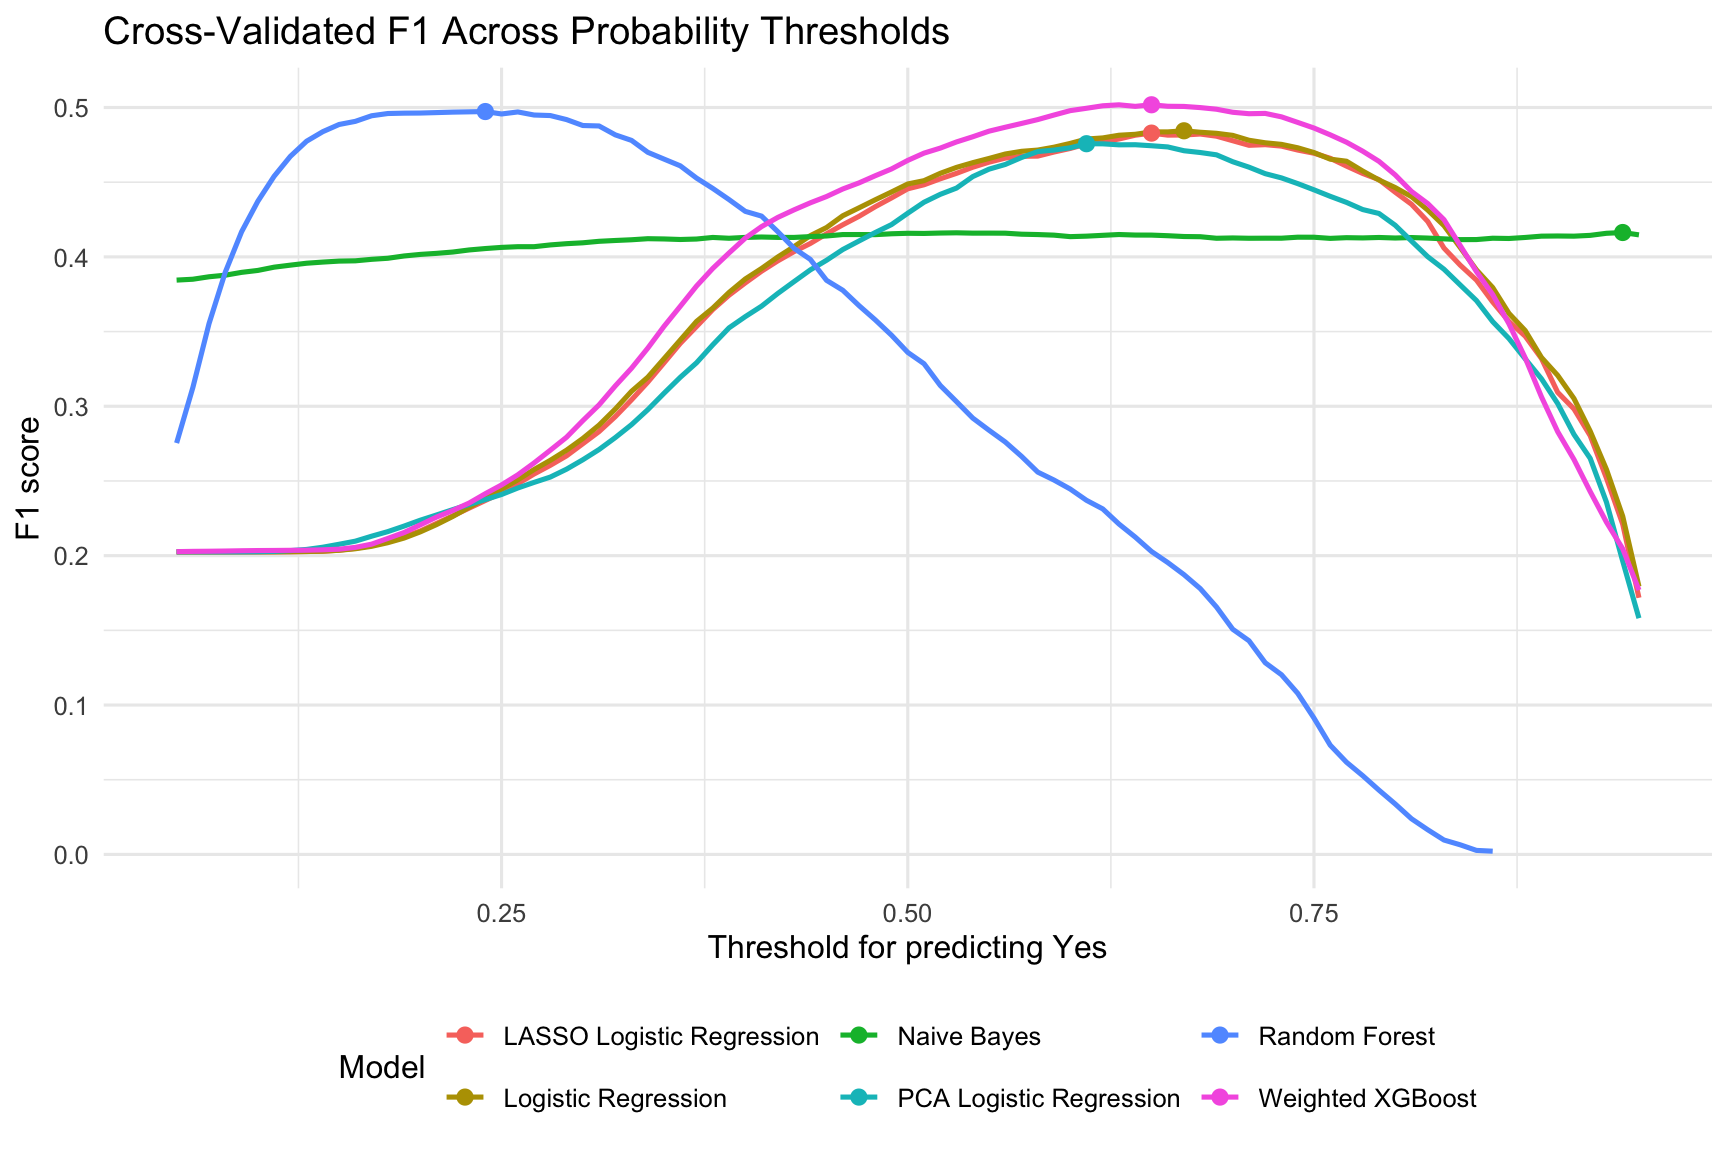 Cross-Validated F1 Across Probability Thresholds
0.5
0.4
0.3
0.2
0.1
0.0
F1 score
0.25 0.50 0.75
Threshold for predicting Yes
Model
LASSO Logistic Regression Naive Bayes Random Forest
Logistic Regression PCA Logistic Regression Weighted XGBoost